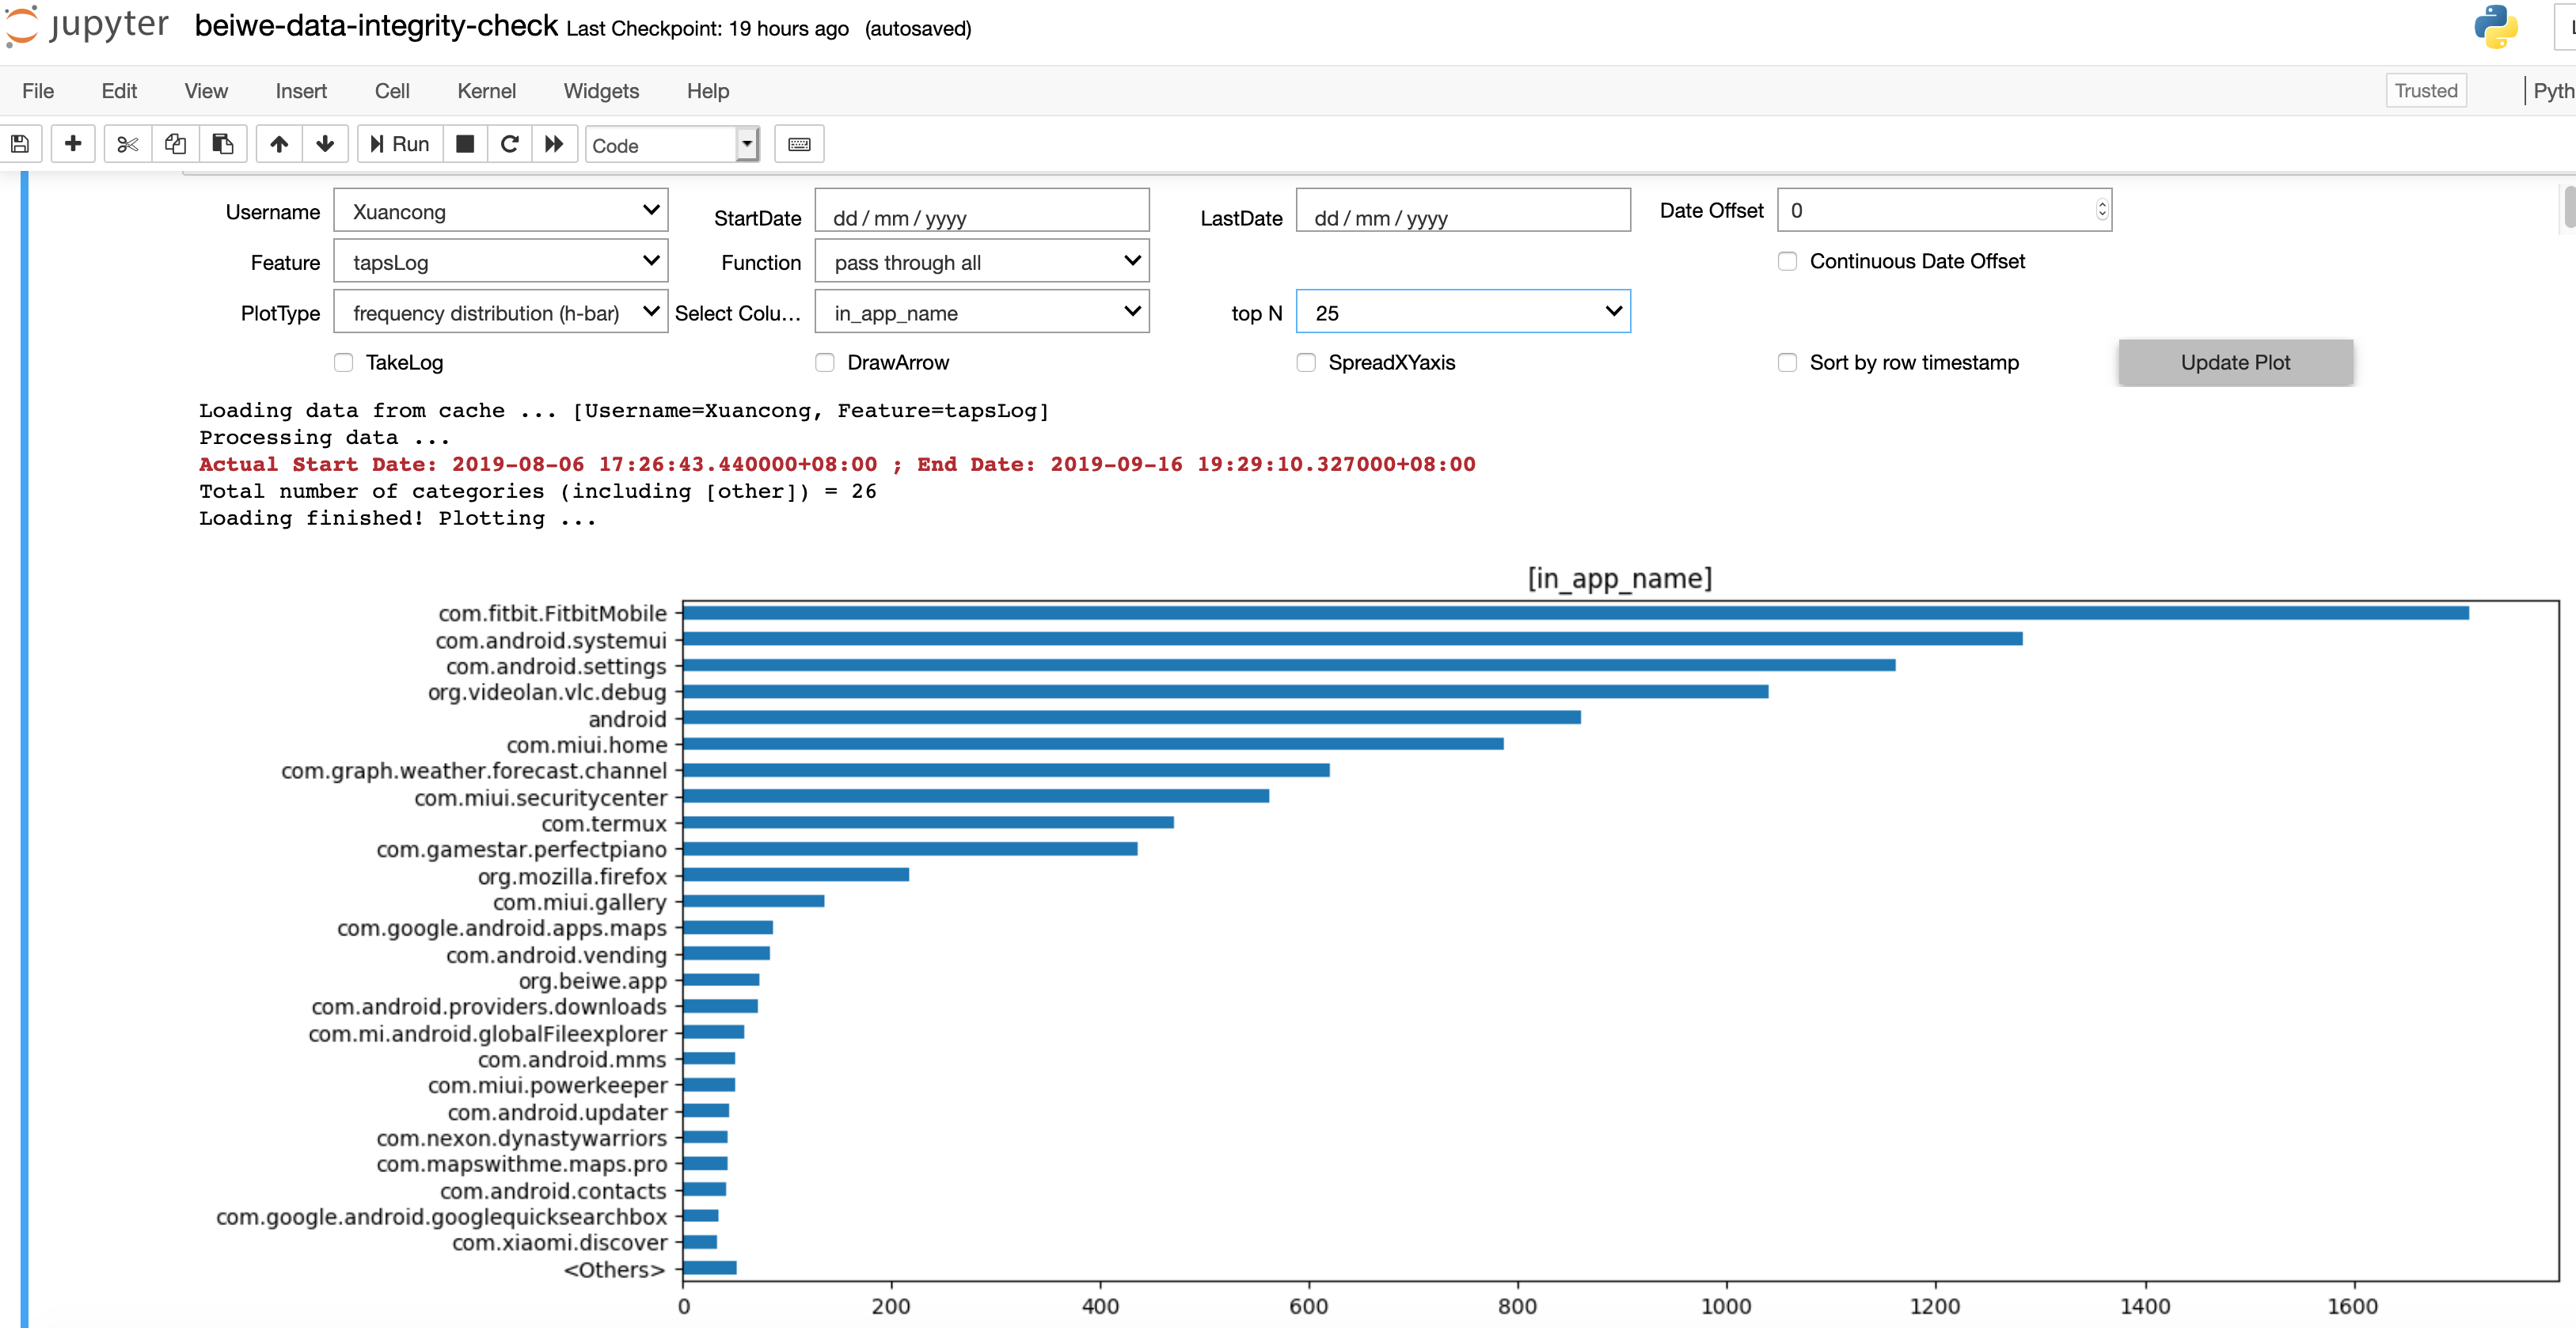 jupyter beiwe-data-integrity-check Last Checkpoint: 19 hours ago (autosaved)
File Edit View Insert Cell Kernel Widgets Help Trusted Pyth
Run Code
Username Xuancong StartDate dd / mm / yyyy LastDate dd / mm / yyyy Date Offset 0
Feature tapsLog Function pass through all Continuous Date Offset
PlotType frequency distribution (h-bar) Select Colu... in_app_name top N 25
TakeLog DrawArrow SpreadXYaxis Sort by row timestamp Update Plot
Loading data from cache ... [Username=Xuancong, Feature=tapsLog]
Processing data ...
Actual Start Date: 2019-08-06 17:26:43.440000+08:00 ; End Date: 2019-09-16 19:29:10.327000+08:00
Total number of categories (including [other]) = 26
Loading finished! Plotting ...
[in_app_name]
com.fitbit.FitbitMobile
com.android.systemui
com.android.settings
org.videolan.vlc.debug
android
com.miui.home
com.graph.weather.forecast.channel
com.miui.securitycenter
com.termux
com.gamestar.perfectpiano
org.mozilla.firefox
com.miui.gallery
com.google.android.apps.maps
com.android.vending
org.beiwe.app
com.android.providers.downloads
com.mi.android.globalFileexplorer
com.android.mms
com.miui.powerkeeper
com.android.updater
com.nexon.dynastywarriors
com.mapswithme.maps.pro
com.android.contacts
com.google.android.googlequicksearchbox
com.xiaomi.discover
<Others>
0 200 400 600 800 1000 1200 1400 1600